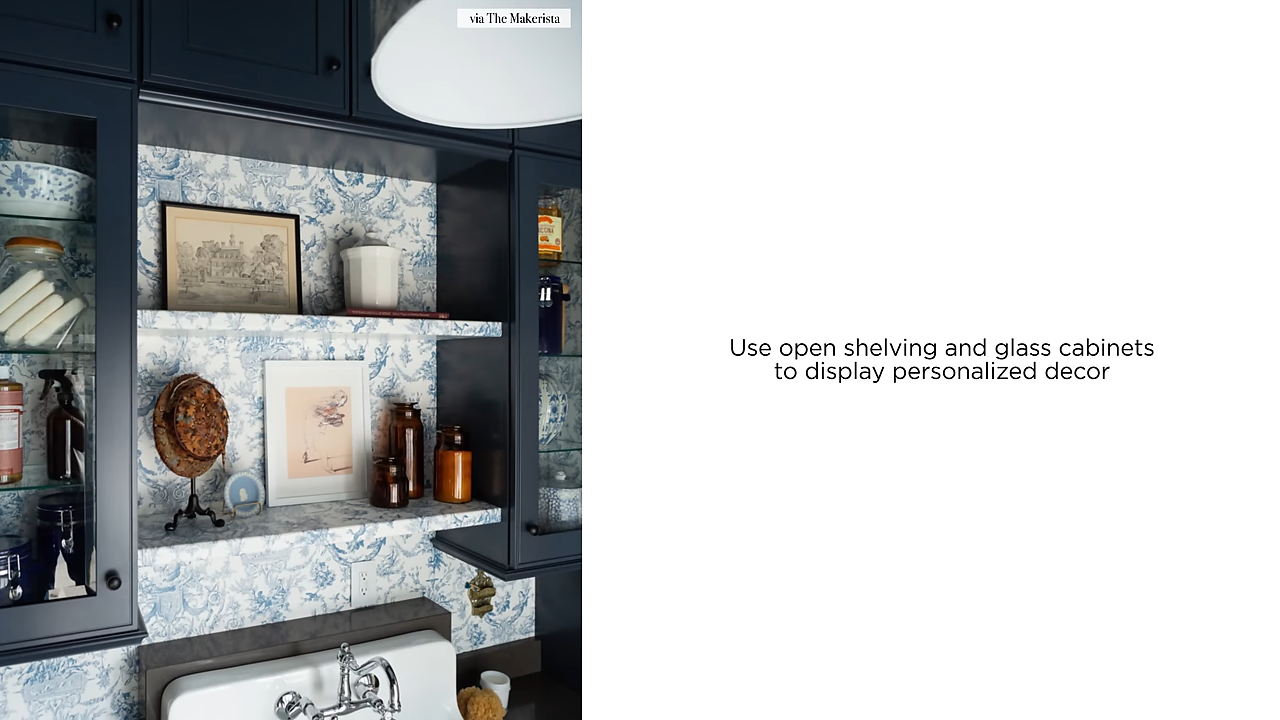 via The Makerista
Use open shelving and glass cabinets
to display personalized decor